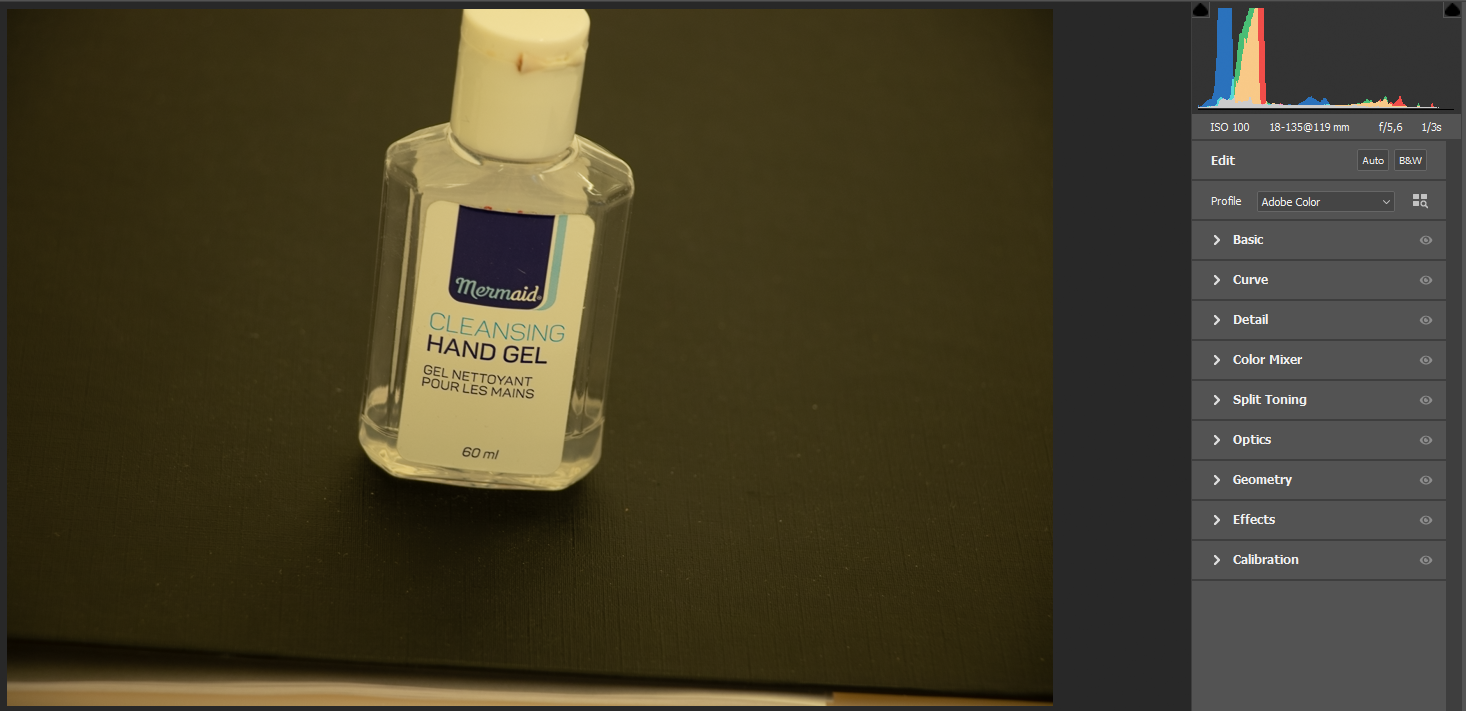 Mermaid
CLEANSING
HAND GEL
GEL NETTOYANT
POUR LES MAINS
60 ml
ISO 100 18-135@119 mm f/5,6 1/3s
Edit Auto B&W
Profile Adobe Color
Basic
Curve
Detail
Color Mixer
Split Toning
Optics
Geometry
Effects
Calibration